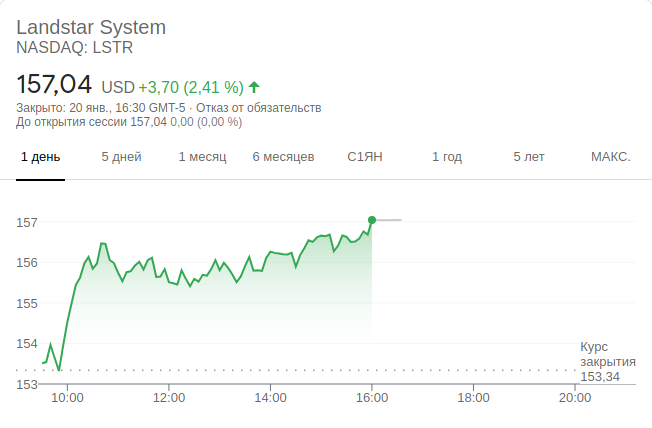 Landstar System
NASDAQ: LSTR
157,04 USD +3,70 (2,41 %)
Закрыто: 20 янв., 16:30 GMT-5 · Отказ от обязательств
До открытия сессии 157,04 0,00 (0,00 %)
1 день 5 дней 1 месяц 6 месяцев С1ЯН 1 год 5 лет МАКС.
157
156
155
154
153
Курс
закрытия
153,34
10:00 12:00 14:00 16:00 18:00 20:00